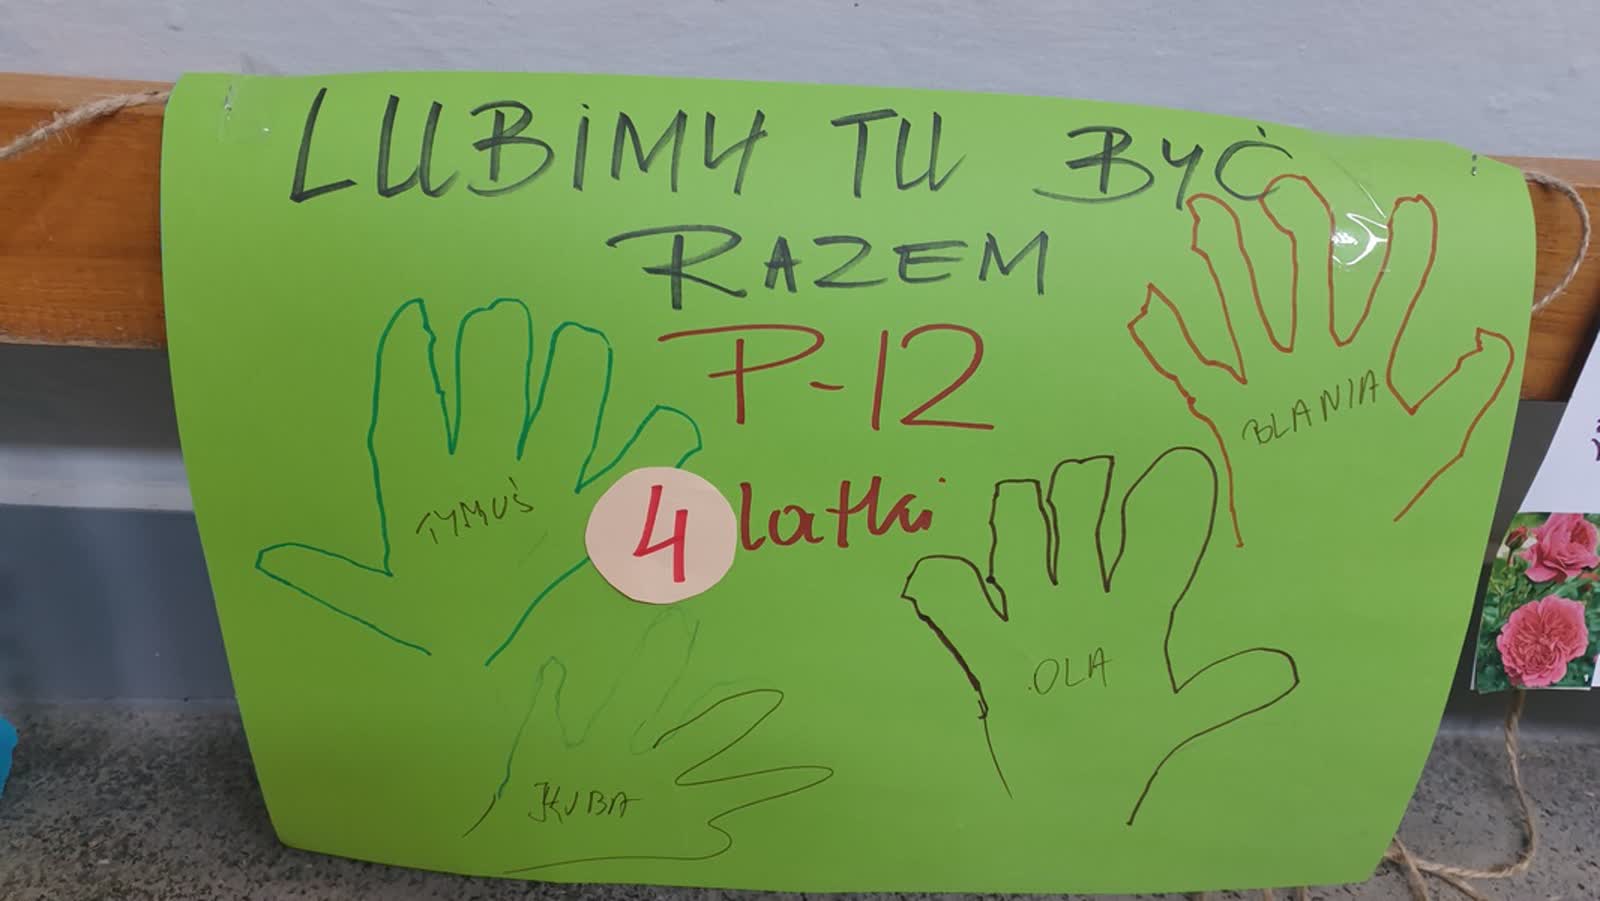 LUBIMY TU BYĆ
RAZEM
P-12
4 latki
BLANIA
TYMUŚ
OLA
KUBA